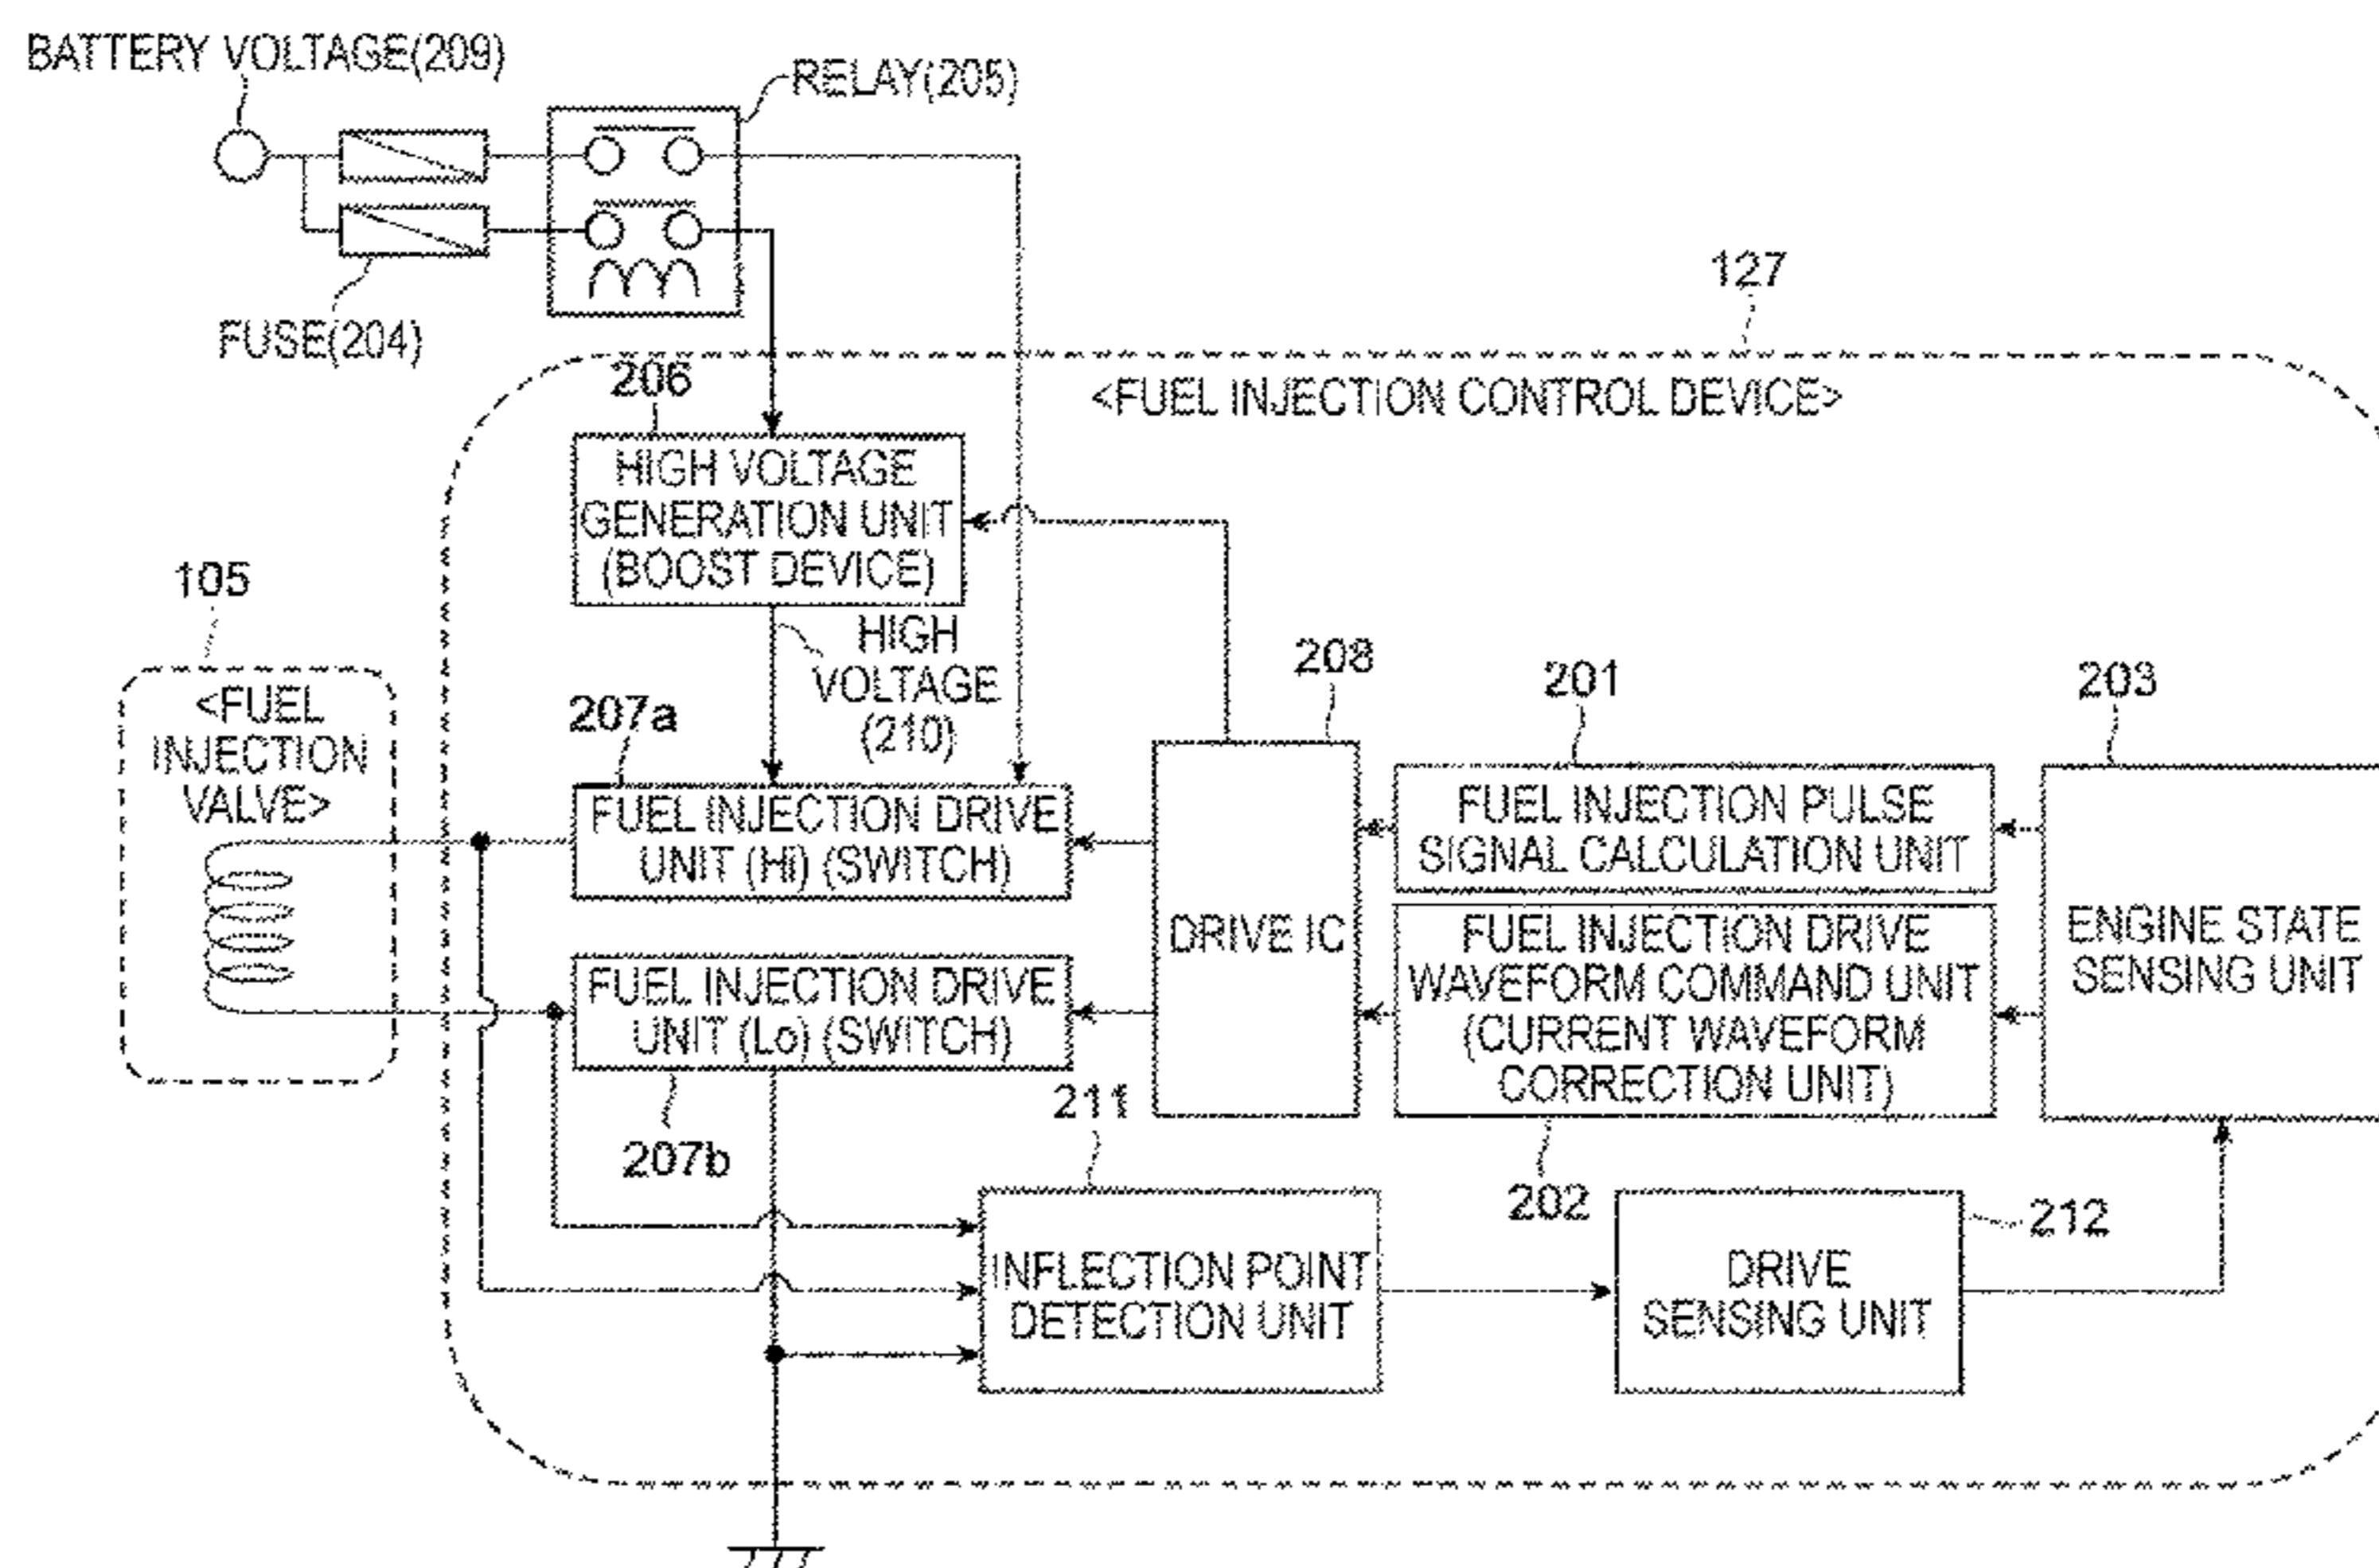 BATTERY VOLTAGE(209)
RELAY(205)
FUSE(204)
127
<FUEL INJECTION CONTROL DEVICE>
206
HIGH VOLTAGE
GENERATION UNIT
(BOOST DEVICE)
105
<FUEL
INJECTION
VALVE>
HIGH
VOLTAGE
(210)
207a
FUEL INJECTION DRIVE
UNIT (Hi) (SWITCH)
FUEL INJECTION DRIVE
UNIT (Lo) (SWITCH)
207b
208
DRIVE IC
201
FUEL INJECTION PULSE
SIGNAL CALCULATION UNIT
FUEL INJECTION DRIVE
WAVEFORM COMMAND UNIT
(CURRENT WAVEFORM
CORRECTION UNIT)
202
203
ENGINE STATE
SENSING UNIT
211
INFLECTION POINT
DETECTION UNIT
DRIVE
SENSING UNIT
212